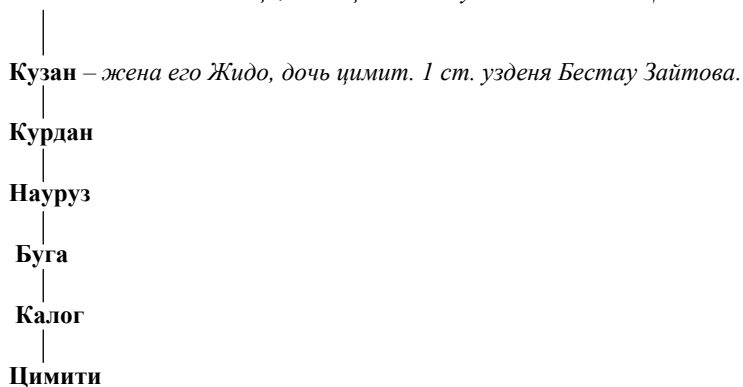 Кузан – жена его Жидо, дочь цимит. 1 ст. узденя Бестау Зайтова.
Курдан
Науруз
Буга
Калог
Цимити